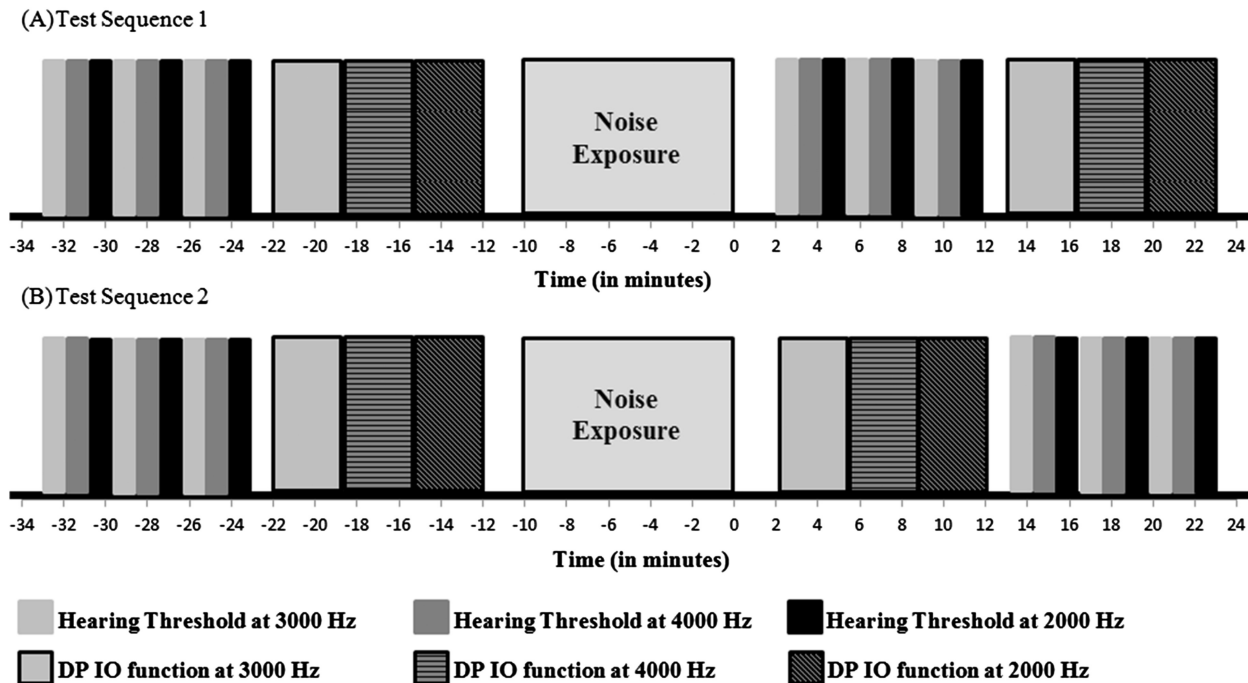 (A) Test Sequence 1
Noise
Exposure
-34 -32 -30 -28 -26 -24 -22 -20 -18 -16 -14 -12 -10 -8 -6 -4 -2 0 2 4 6 8 10 12 14 16 18 20 22 24
Time (in minutes)
(B) Test Sequence 2
Noise
Exposure
-34 -32 -30 -28 -26 -24 -22 -20 -18 -16 -14 -12 -10 -8 -6 -4 -2 0 2 4 6 8 10 12 14 16 18 20 22 24
Time (in minutes)
Hearing Threshold at 3000 Hz Hearing Threshold at 4000 Hz Hearing Threshold at 2000 Hz
DP IO function at 3000 Hz DP IO function at 4000 Hz DP IO function at 2000 Hz